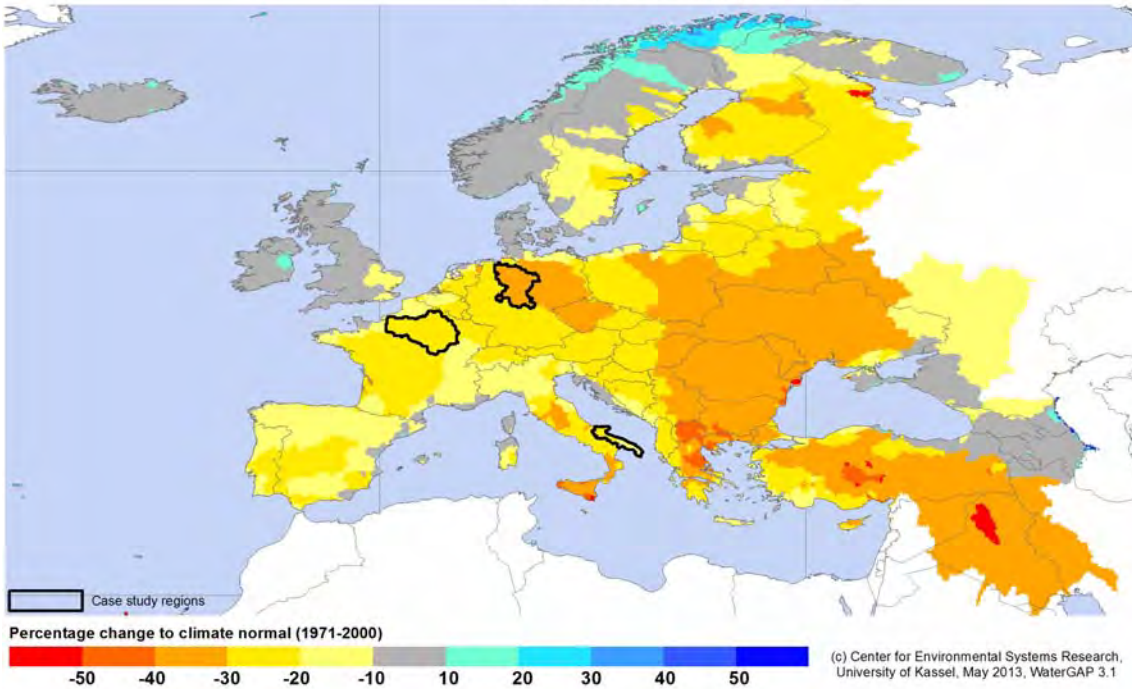 Case study regions
Percentage change to climate normal (1971-2000)
-50 -40 -30 -20 -10 10 20 30 40 50
(c) Center for Environmental Systems Research,
University of Kassel, May 2013, WaterGAP 3.1